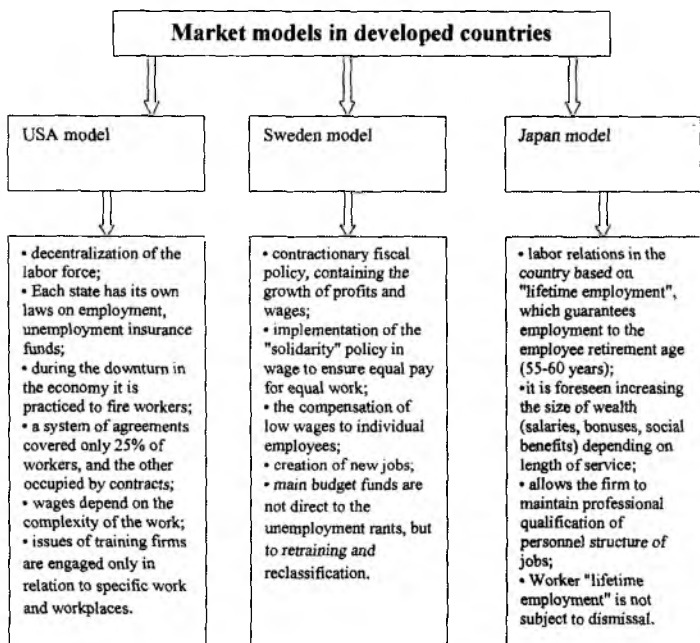 Market models in developed countries
USA model
Sweden model
Japan model
• decentralization of the
labor force;
• Each state has its own
laws on employment,
unemployment insurance
funds;
• during the downturn in
the economy it is
practiced to fire workers;
• a system of agreements
covered only 25% of
workers, and the other
occupied by contracts;
• wages depend on the
complexity of the work;
• issues of training firms
are engaged only in
relation to specific work
and workplaces.
• contractionary fiscal
policy, containing the
growth of profits and
wages;
• implementation of the
"solidarity" policy in
wage to ensure equal pay
for equal work;
• the compensation of
low wages to individual
employees;
• creation of new jobs;
• main budget funds are
not direct to the
unemployment rants, but
to retraining and
reclassification.
• labor relations in the
country based on
"lifetime employment",
which guarantees
employment to the
employee retirement age
(55-60 years);
•it is foreseen increasing
the size of wealth
(salaries, bonuses, social
benefits) depending on
length of service;
• allows the firm to
maintain professional
qualification of
personnel structure of
jobs;
• Worker "lifetime
employment" is not
subject to dismissal.